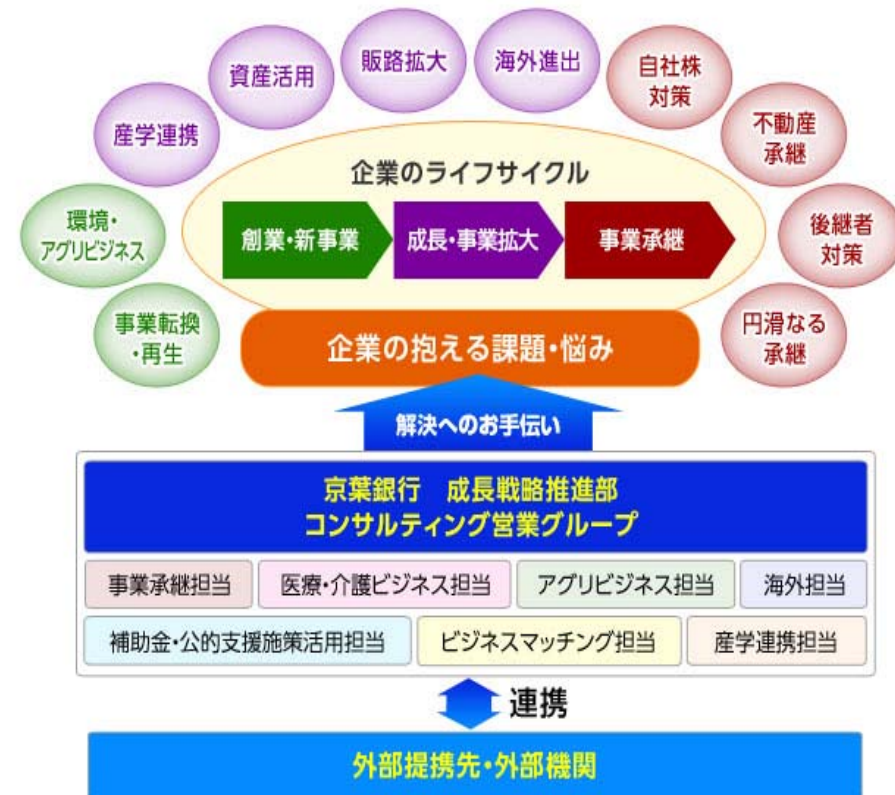 販路拡大
海外進出
資産活用
自社株
対策
産学連携
不動産
承継
企業のライフサイクル
環境・
アグリビジネス
創業・新事業
成長・事業拡大
事業承継
後継者
対策
事業転換
・再生
企業の抱える課題・悩み
円滑なる
承継
解決へのお手伝い
京葉銀行 成長戦略推進部
コンサルティング営業グループ
事業承継担当
医療・介護ビジネス担当
アグリビジネス担当
海外担当
補助金・公的支援施策活用担当
ビジネスマッチング担当
産学連携担当
連携
外部提携先・外部機関